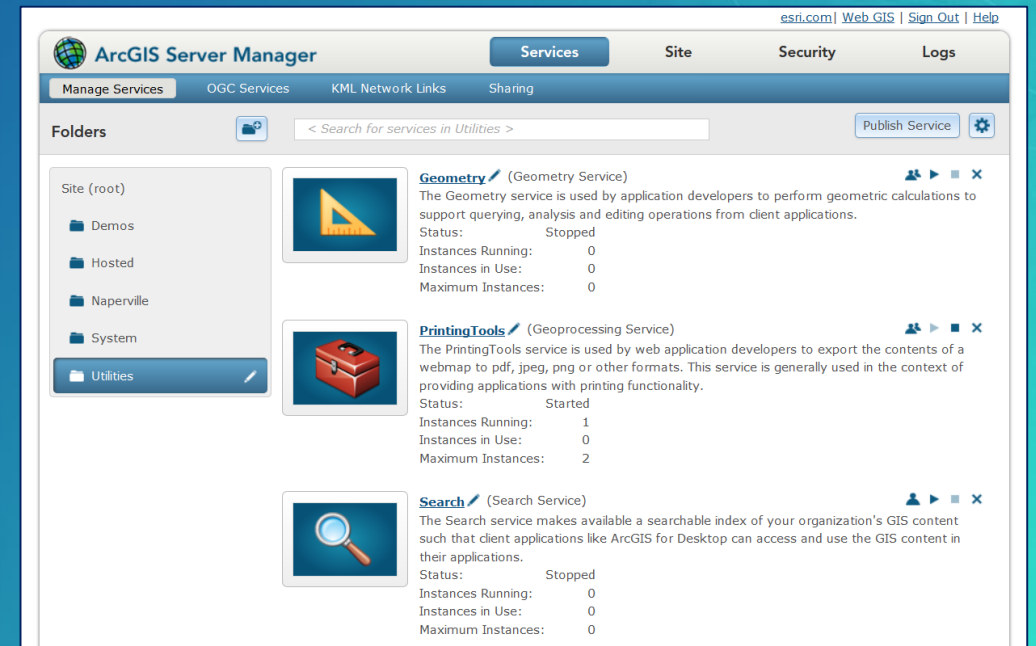 esri.com| Web GIS | Sign Out | Help
ArcGIS Server Manager
Services Site Security Logs
Manage Services OGC Services KML Network Links Sharing
Folders
< Search for services in Utilities >
Publish Service
Site (root)
Demos
Hosted
Naperville
System
Utilities
Geometry (Geometry Service)
The Geometry service is used by application developers to perform geometric calculations to
support querying, analysis and editing operations from client applications.
Status: Stopped
Instances Running: 0
Instances in Use: 0
Maximum Instances: 0
PrintingTools (Geoprocessing Service)
The PrintingTools service is used by web application developers to export the contents of a
webmap to pdf, jpeg, png or other formats. This service is generally used in the context of
providing applications with printing functionality.
Status: Started
Instances Running: 1
Instances in Use: 0
Maximum Instances: 2
Search (Search Service)
The Search service makes available a searchable index of your organization's GIS content
such that client applications like ArcGIS for Desktop can access and use the GIS content in
their applications.
Status: Stopped
Instances Running: 0
Instances in Use: 0
Maximum Instances: 0